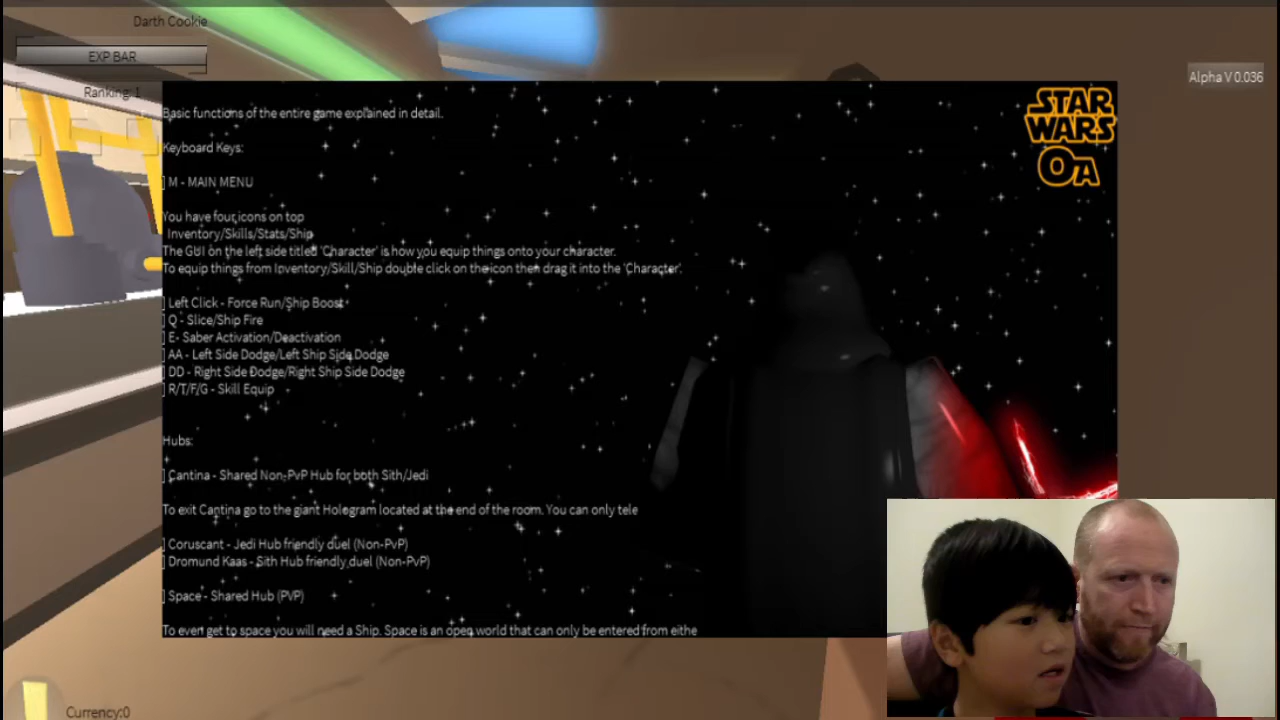 Darth Cookie
EXP BAR
Ranking: 1
Alpha V 0.036
STAR
WARS
OA
Basic functions of the entire game explained in detail.
Keyboard Keys:
] M - MAIN MENU
You have four icons on top
Inventory/Skills/Stats/Ship
The GUI on the left side titled 'Character' is how you equip things onto your character.
To equip things from Inventory/Skill/Ship double click on the icon then drag it into the 'Character'.
] Left Click - Force Run/Ship Boost
] Q - Slice/Ship Fire
] E- Saber Activation/Deactivation
] AA - Left Side Dodge/Left Ship Side Dodge
] DD - Right Side Dodge/Right Ship Side Dodge
] R/T/F/G - Skill Equip
Hubs:
] Cantina - Shared Non-PvP Hub for both Sith/Jedi
To exit Cantina go to the giant Hologram located at the end of the room. You can only tele
] Coruscant - Jedi Hub friendly duel (Non-PvP)
] Dromund Kaas - Sith Hub friendly duel (Non-PvP)
] Space - Shared Hub (PVP)
To even get to space you will need a Ship. Space is an open world that can only be entered from eithe
Currency:0